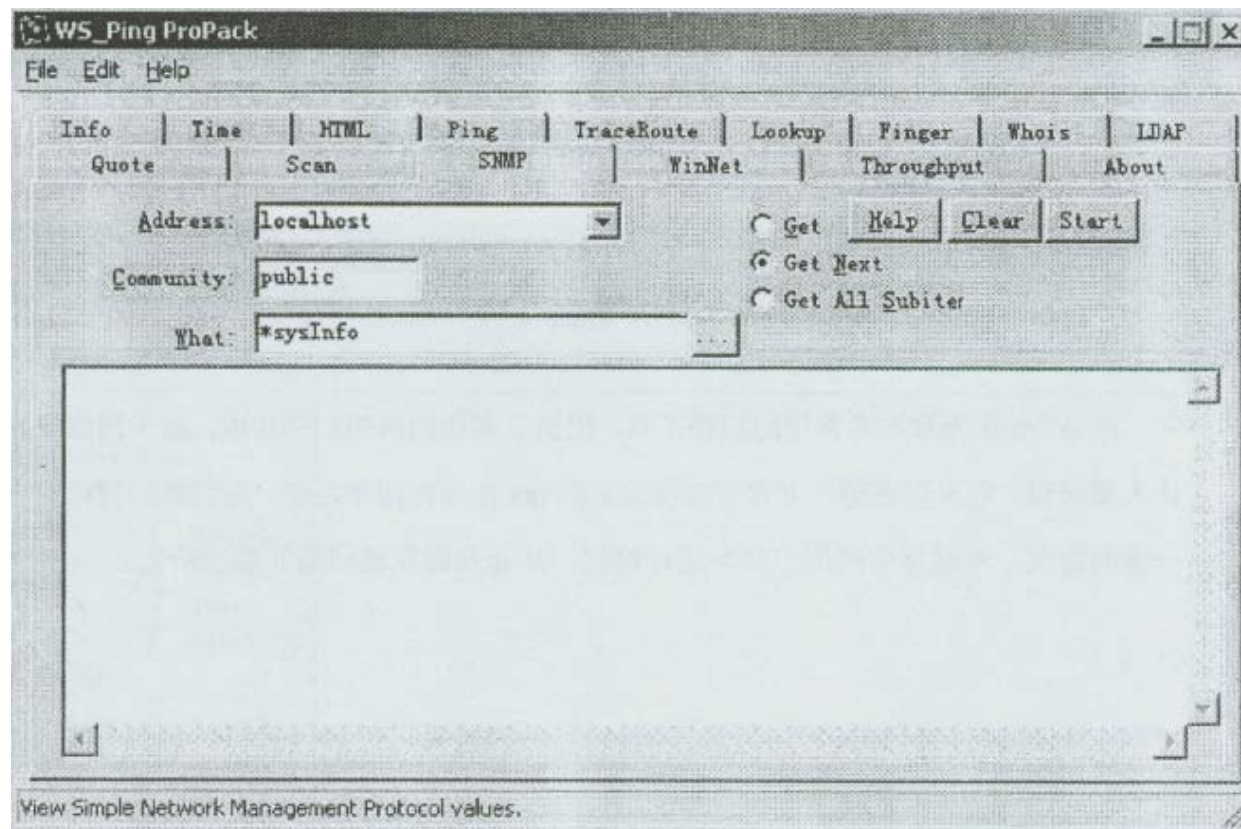 WS_Ping ProPack
File Edit Help
Info Time HTML Ping TraceRoute Lookup Finger Whois LDAP
Quote Scan SNMP WinNet Throughput About
Address: localhost
Get Help Clear Start
Community: public
Get Next
Get All Subiter
What: *sysInfo ...
View Simple Network Management Protocol values.